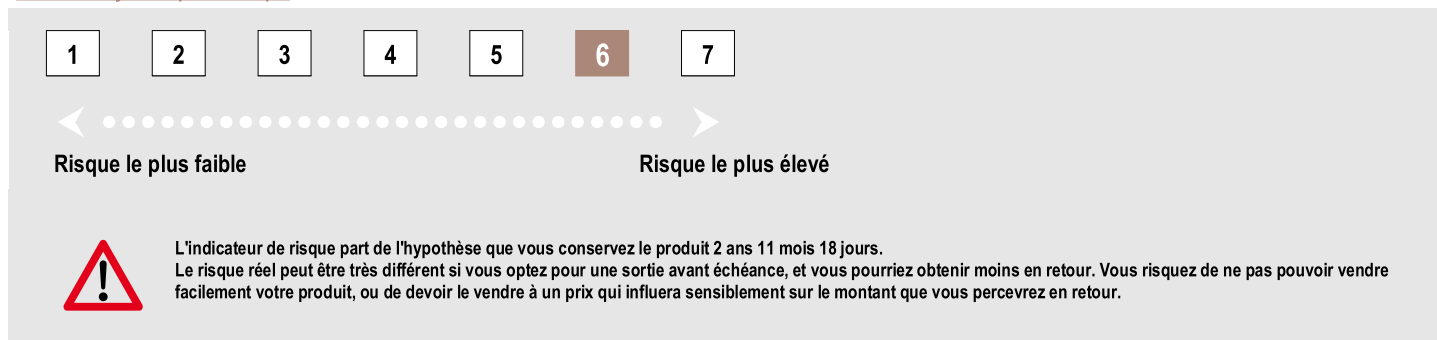 1 2 3 4 5 6 7
Risque le plus faible Risque le plus élevé
L'indicateur de risque part de l'hypothèse que vous conservez le produit 2 ans 11 mois 18 jours.
Le risque réel peut être très différent si vous optez pour une sortie avant échéance, et vous pourriez obtenir moins en retour. Vous risquez de ne pas pouvoir vendre
facilement votre produit, ou de devoir le vendre à un prix qui influera sensiblement sur le montant que vous percevrez en retour.